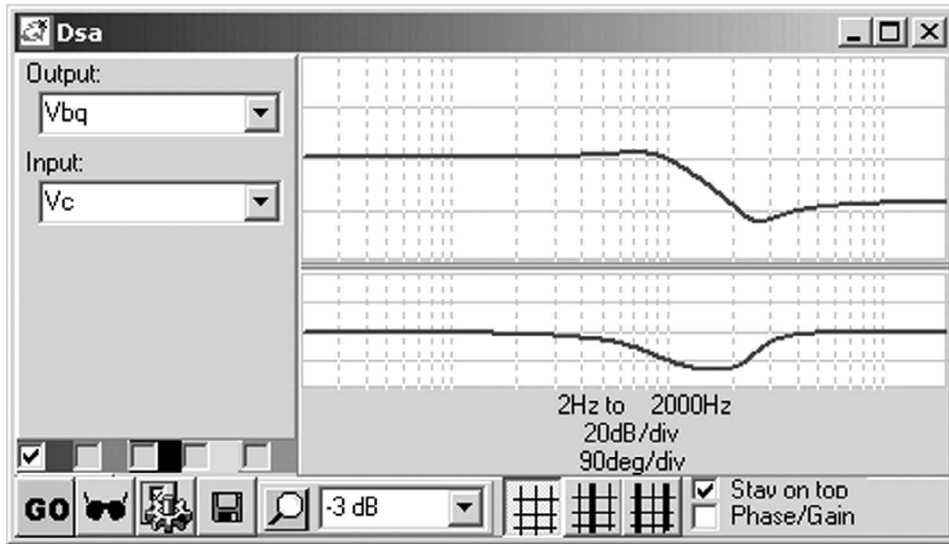 Dsa
Output:
Vbq
Input:
Vc
2Hz to 2000Hz
20dB/div
90deg/div
GO
-3 dB
Stay on top
Phase/Gain